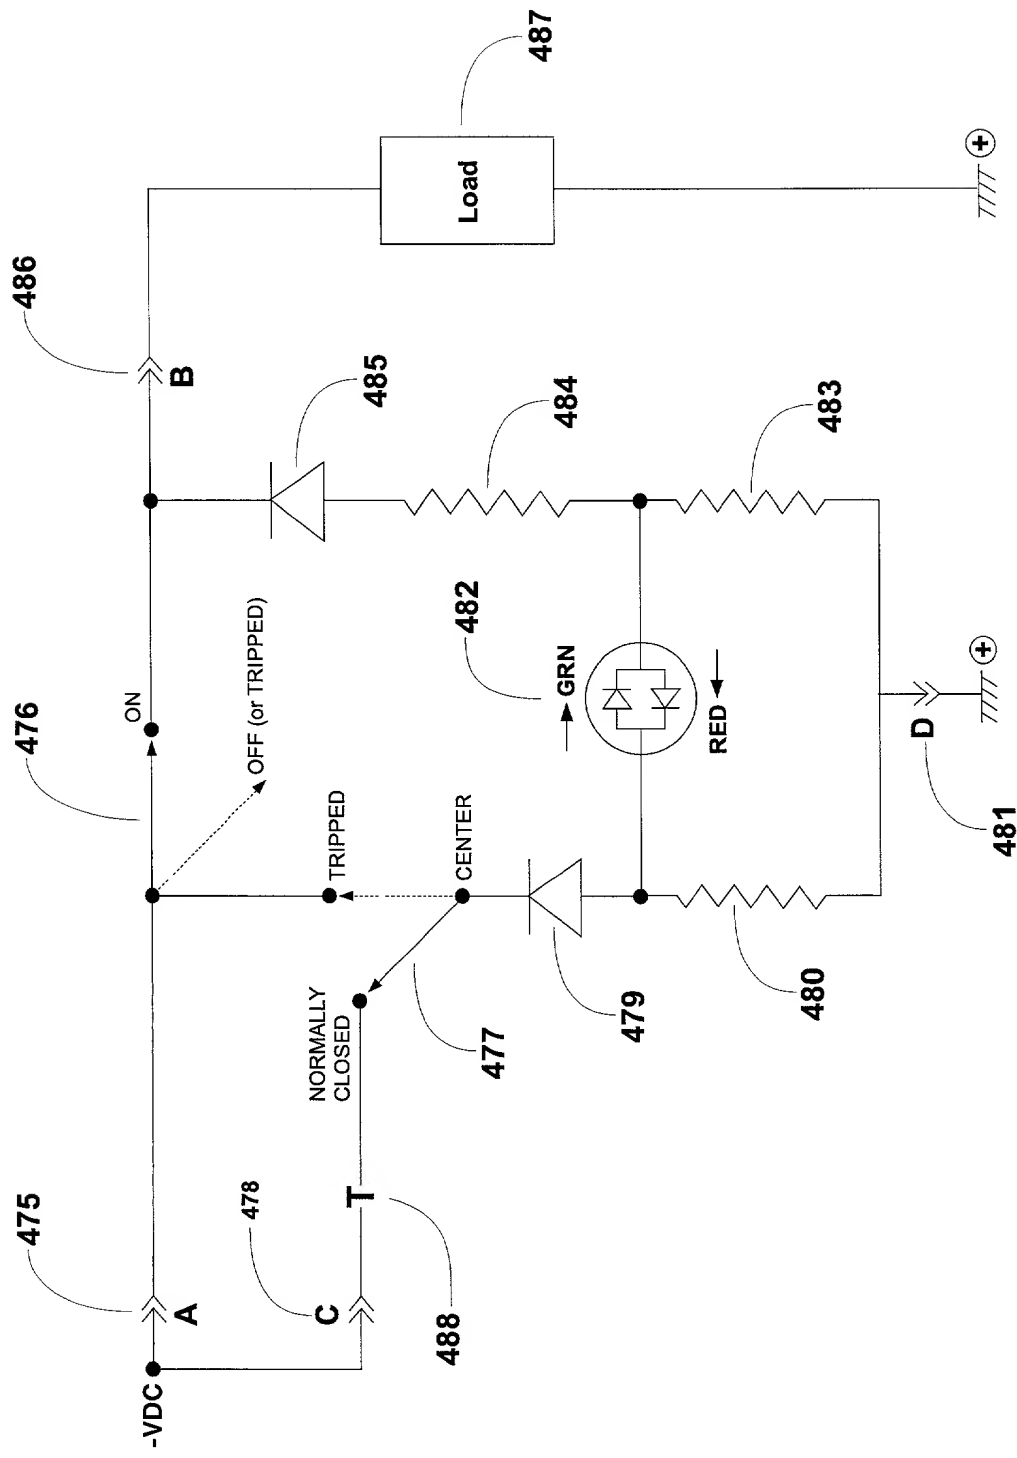 475
476
486
487
-VDC
A
ON
B
478
OFF (or TRIPPED)
485
C
NORMALLY
CLOSED
TRIPPED
484
Load
488
T
477
CENTER
482
479
GRN
RED
483
480
D
481
+
+